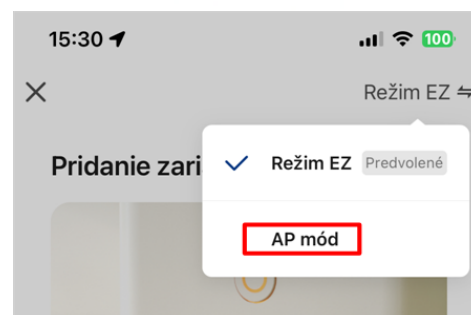 15:30
100
Režim EZ
Pridanie zari
Režim EZ Predvolené
AP mód